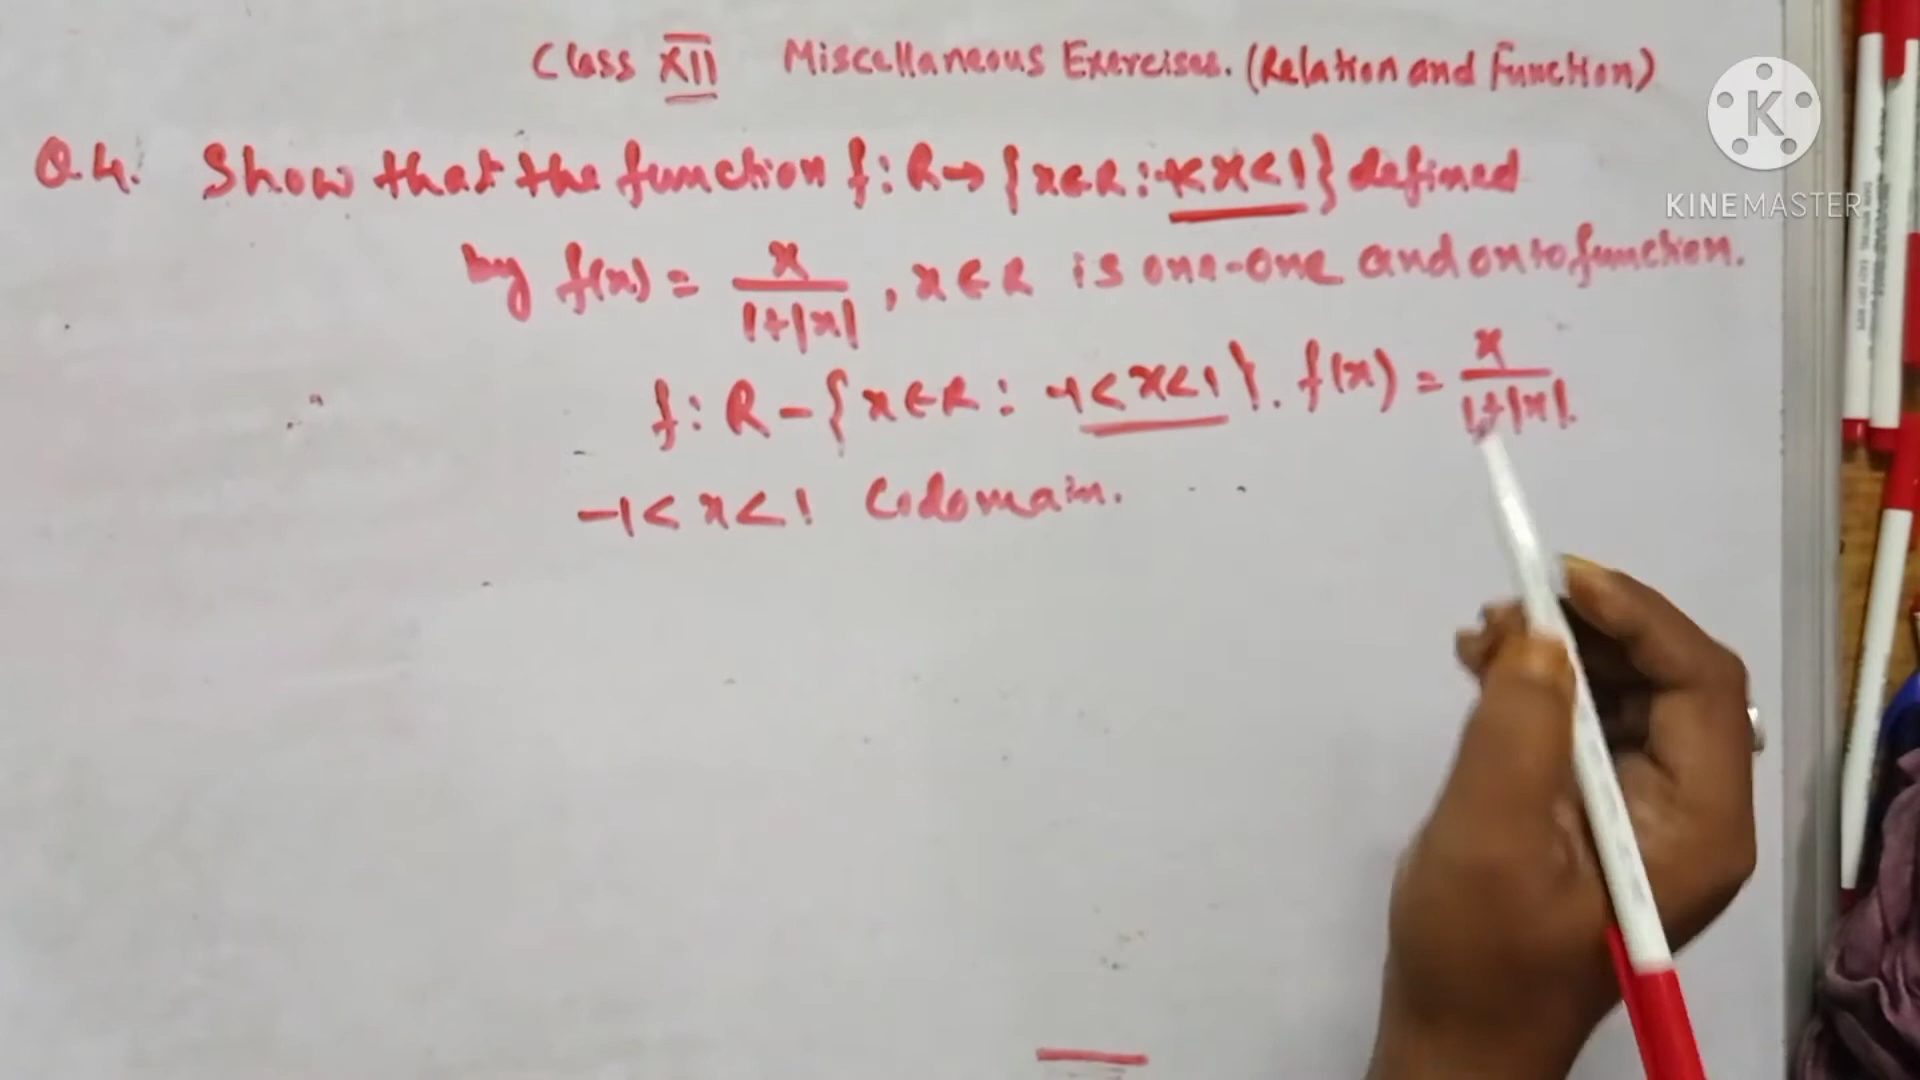 Class XII Miscellaneous Exercises. (Relation and Function)
Q.4. Show that the function f : R → {x∈R : -1<x<1} defined
by f(x) = x/1+|x| , x∈R is one-one and onto function.
f : R - {x∈R : -1<x<1}. f(x) = x/1+|x|.
-1< x <1 Codomain.
K
KINEMASTER